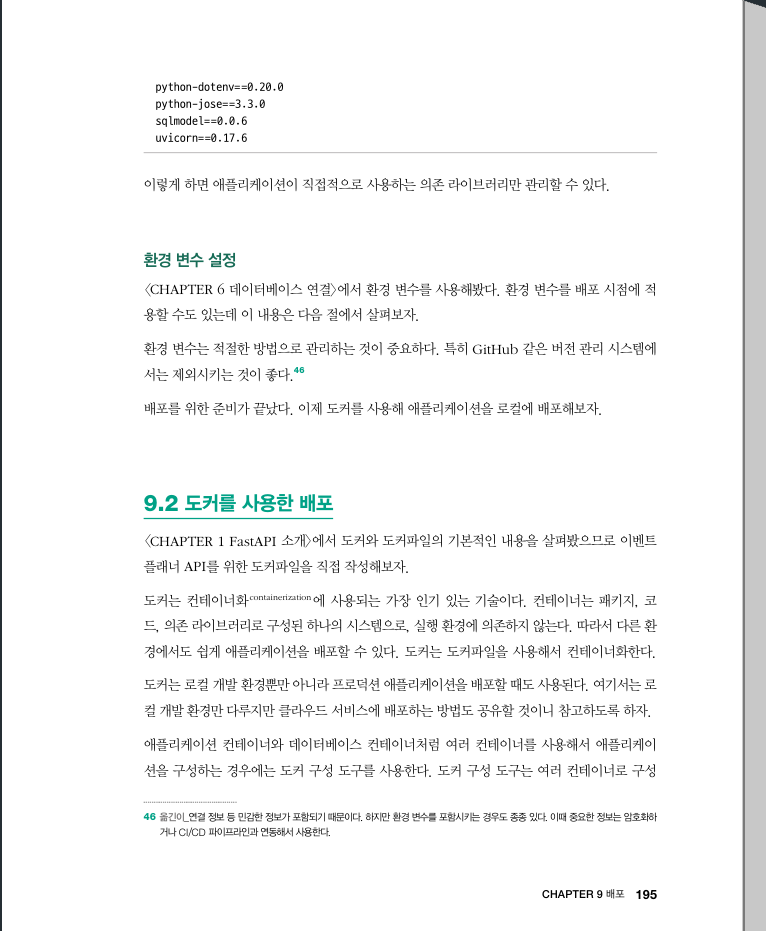 python-dotenv==0.20.0
python-jose==3.3.0
sqlmodel==0.0.6
uvicorn==0.17.6
이렇게 하면 애플리케이션이 직접적으로 사용하는 의존 라이브러리만 관리할 수 있다.
환경 변수 설정
〈CHAPTER 6 데이터베이스 연결〉에서 환경 변수를 사용해봤다. 환경 변수를 배포 시점에 적
용할 수도 있는데 이 내용은 다음 절에서 살펴보자.
환경 변수는 적절한 방법으로 관리하는 것이 중요하다. 특히 GitHub 같은 버전 관리 시스템에
서는 제외시키는 것이 좋다.46
배포를 위한 준비가 끝났다. 이제 도커를 사용해 애플리케이션을 로컬에 배포해보자.
9.2 도커를 사용한 배포
〈CHAPTER 1 FastAPI 소개〉에서 도커와 도커파일의 기본적인 내용을 살펴봤으므로 이벤트
플래너 API를 위한 도커파일을 직접 작성해보자.
도커는 컨테이너화containerization에 사용되는 가장 인기 있는 기술이다. 컨테이너는 패키지, 코
드, 의존 라이브러리로 구성된 하나의 시스템으로, 실행 환경에 의존하지 않는다. 따라서 다른 환
경에서도 쉽게 애플리케이션을 배포할 수 있다. 도커는 도커파일을 사용해서 컨테이너화한다.
도커는 로컬 개발 환경뿐만 아니라 프로덕션 애플리케이션을 배포할 때도 사용된다. 여기서는 로
컬 개발 환경만 다루지만 클라우드 서비스에 배포하는 방법도 공유할 것이니 참고하도록 하자.
애플리케이션 컨테이너와 데이터베이스 컨테이너처럼 여러 컨테이너를 사용해서 애플리케이
션을 구성하는 경우에는 도커 구성 도구를 사용한다. 도커 구성 도구는 여러 컨테이너로 구성
46 옮긴이_연결 정보 등 민감한 정보가 포함되기 때문이다. 하지만 환경 변수를 포함시키는 경우도 종종 있다. 이때 중요한 정보는 암호화하
거나 CI/CD 파이프라인과 연동해서 사용한다.
CHAPTER 9 배포 195